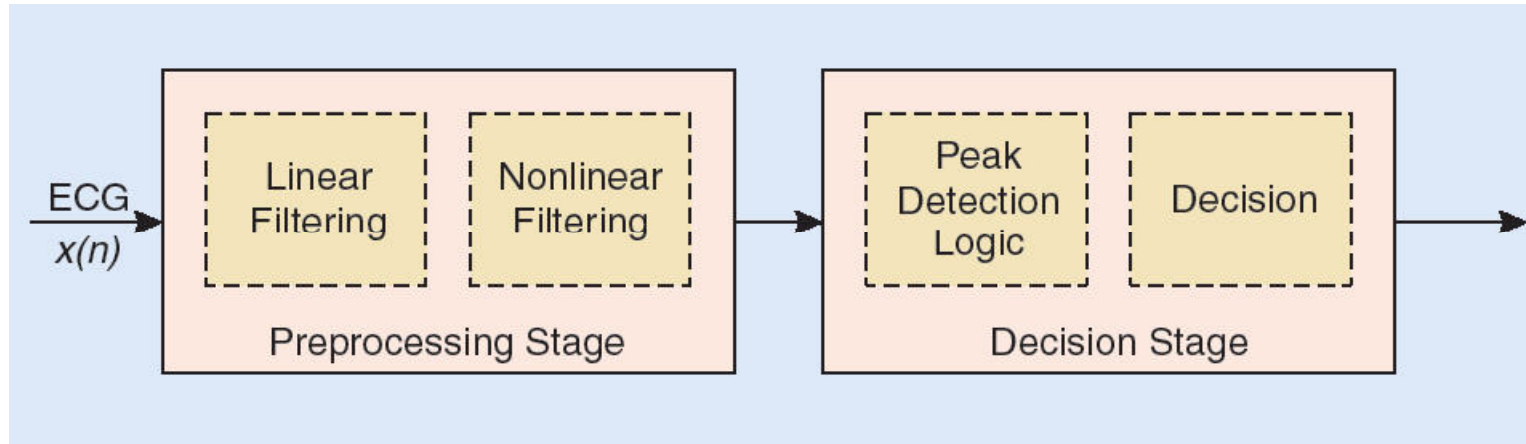 ECG
x(n)
Linear
Filtering
Nonlinear
Filtering
Preprocessing Stage
Peak
Detection
Logic
Decision
Decision Stage